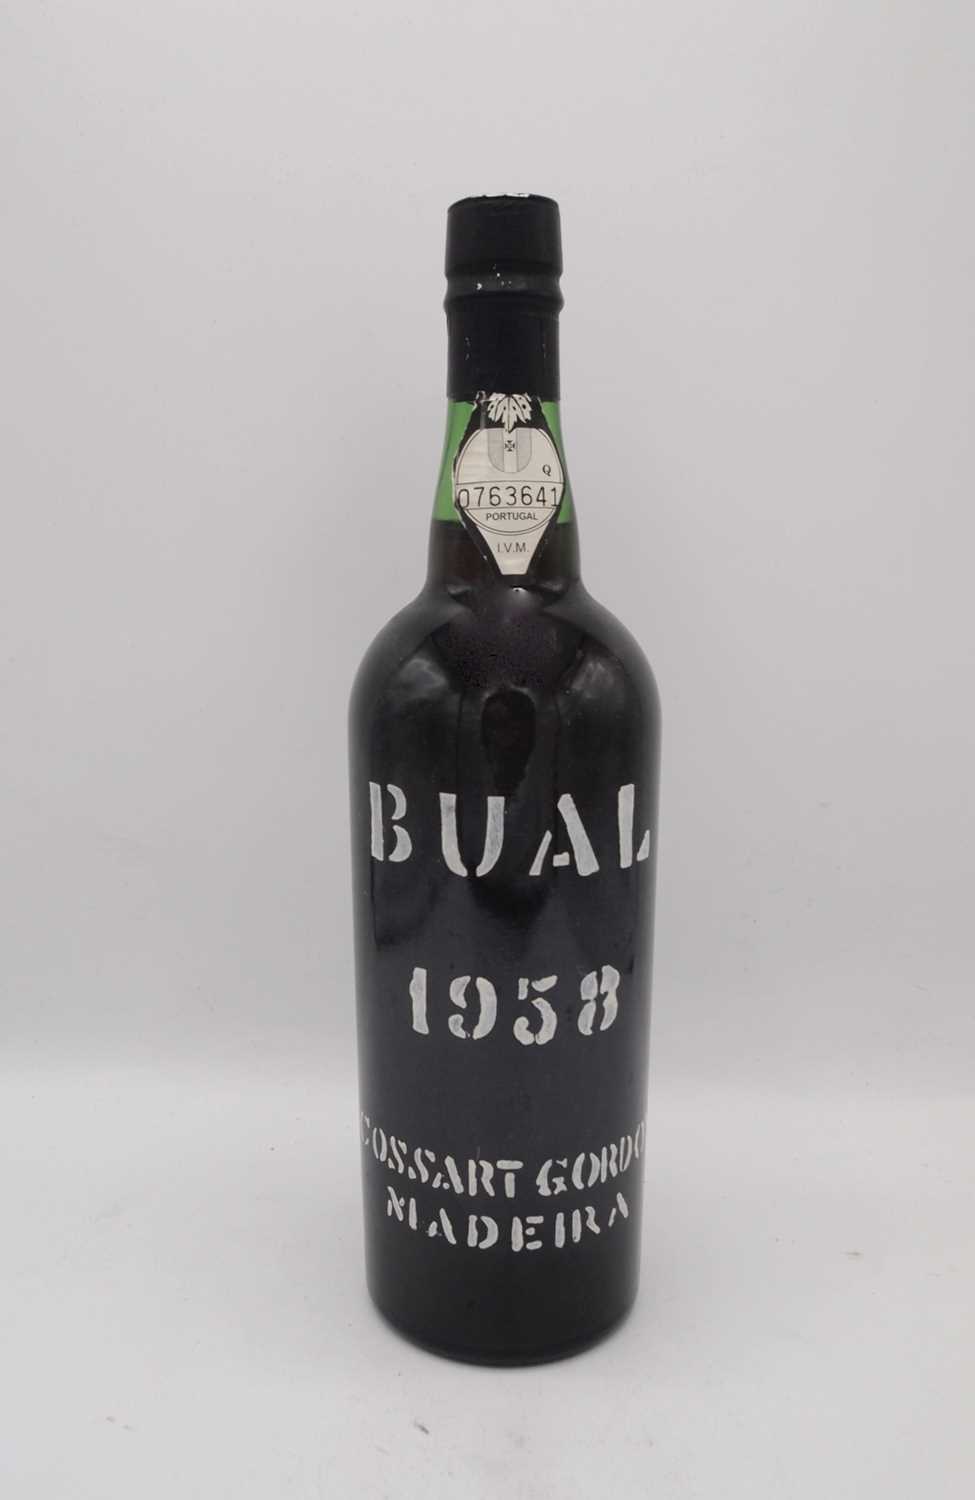 Q
0763641
PORTUGAL
I.V.M.
BUAL
1958
COSSART GORDO
MADEIRA